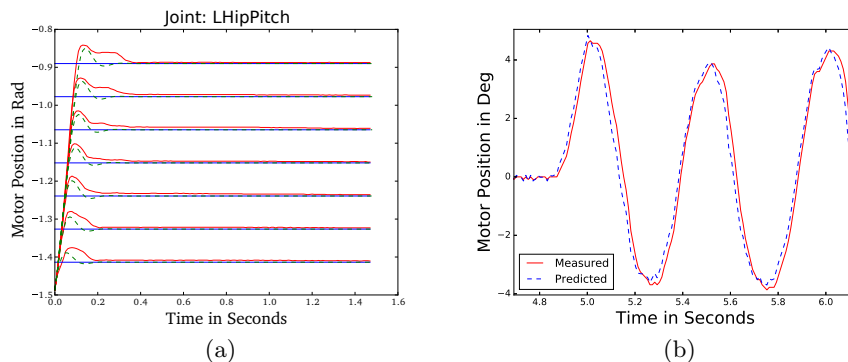 Joint: LHipPitch
Motor Postion in Rad
−0.8
−0.9
−1.0
−1.1
−1.2
−1.3
−1.4
−1.5
0.0 0.2 0.4 0.6 0.8 1.0 1.2 1.4 1.6
Time in Seconds
(a)
Motor Position in Deg
4
2
0
−2
−4
Measured
Predicted
4.8 5.0 5.2 5.4 5.6 5.8 6.0
Time in Seconds
(b)